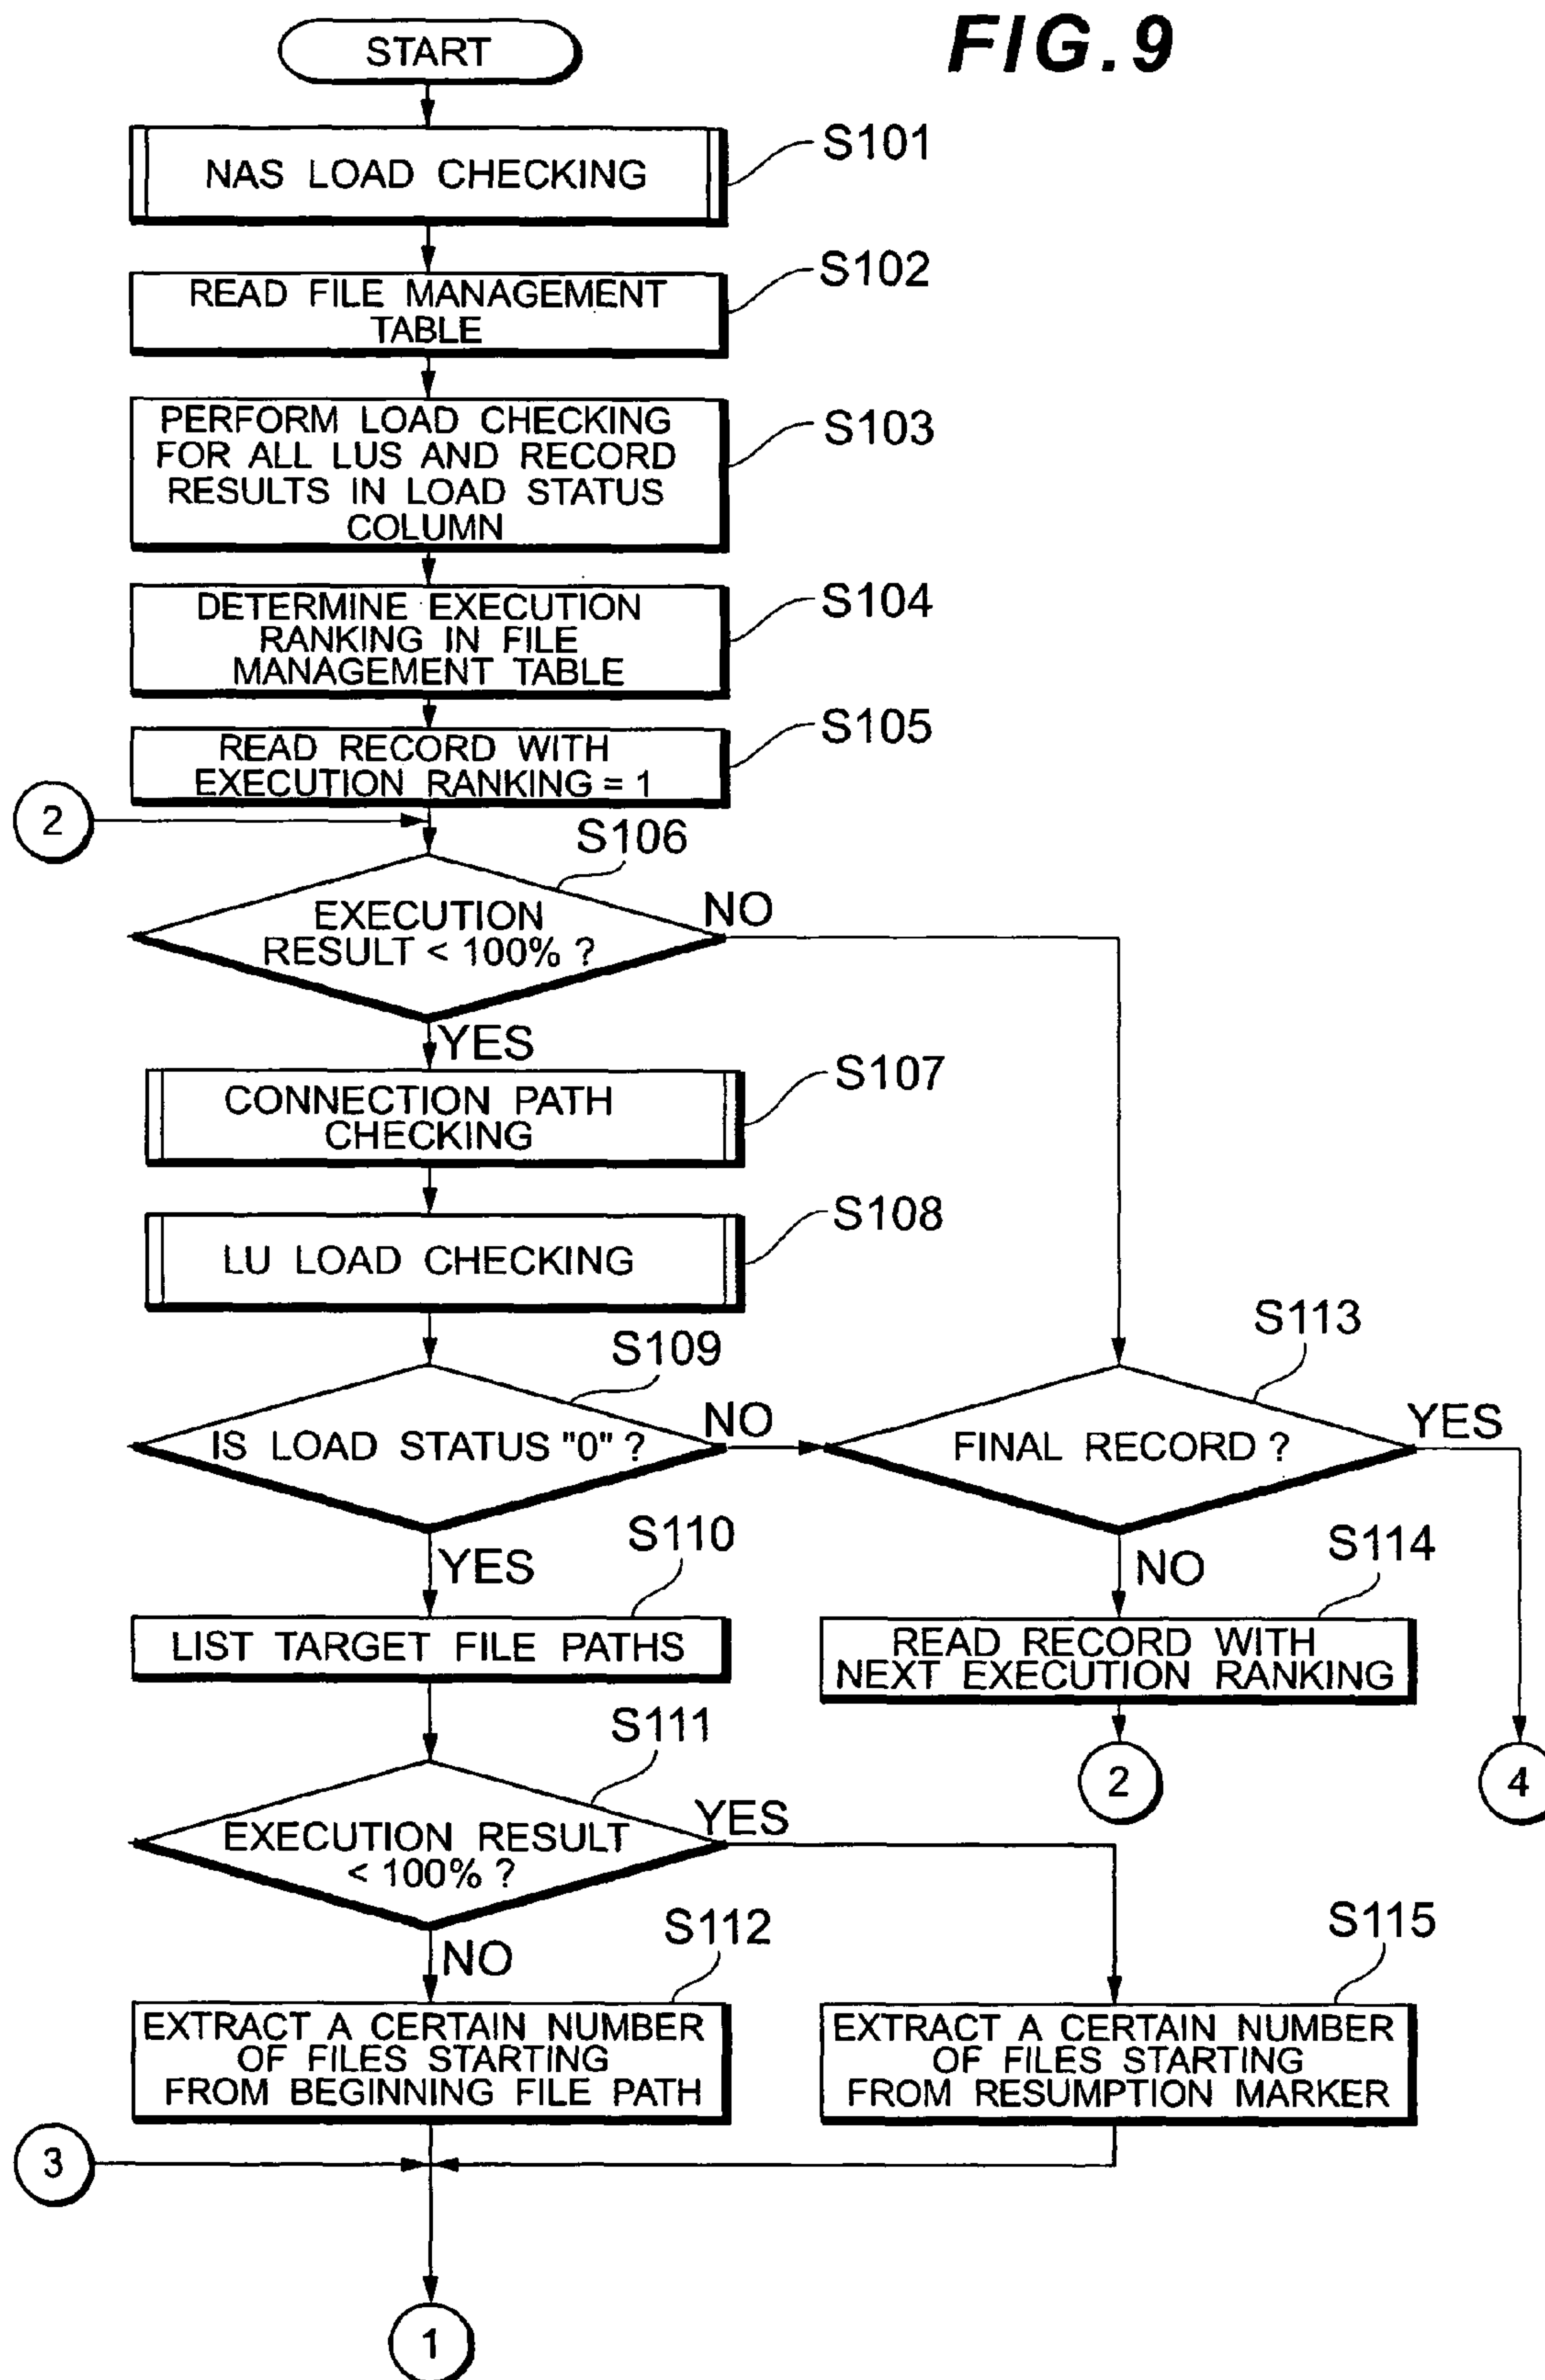 FIG.9
START
NAS LOAD CHECKING
S101
READ FILE MANAGEMENT
TABLE
S102
PERFORM LOAD CHECKING
FOR ALL LUS AND RECORD
RESULTS IN LOAD STATUS
COLUMN
S103
DETERMINE EXECUTION
RANKING IN FILE
MANAGEMENT TABLE
S104
READ RECORD WITH
EXECUTION RANKING = 1
S105
2
S106
EXECUTION
RESULT < 100% ?
NO
YES
CONNECTION PATH
CHECKING
S107
LU LOAD CHECKING
S108
S109
IS LOAD STATUS "0" ?
NO
S113
FINAL RECORD ?
YES
YES
S110
LIST TARGET FILE PATHS
NO
S114
READ RECORD WITH
NEXT EXECUTION RANKING
2
4
S111
EXECUTION RESULT
< 100% ?
YES
NO
S112
EXTRACT A CERTAIN NUMBER
OF FILES STARTING
FROM BEGINNING FILE PATH
S115
EXTRACT A CERTAIN NUMBER
OF FILES STARTING
FROM RESUMPTION MARKER
3
1